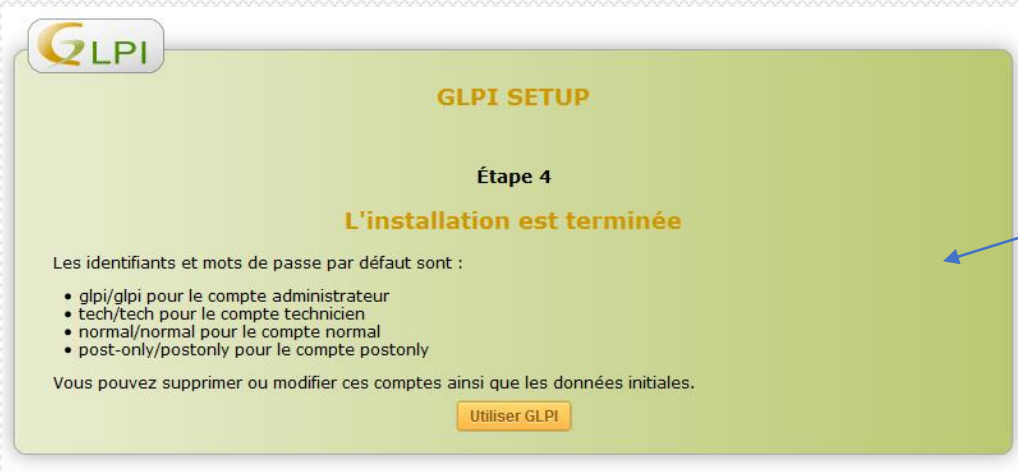 GLPI
GLPI SETUP
Étape 4
L'installation est terminée
Les identifiants et mots de passe par défaut sont :
• glpi/glpi pour le compte administrateur
• tech/tech pour le compte technicien
• normal/normal pour le compte normal
• post-only/postonly pour le compte postonly
Vous pouvez supprimer ou modifier ces comptes ainsi que les données initiales.
Utiliser GLPI